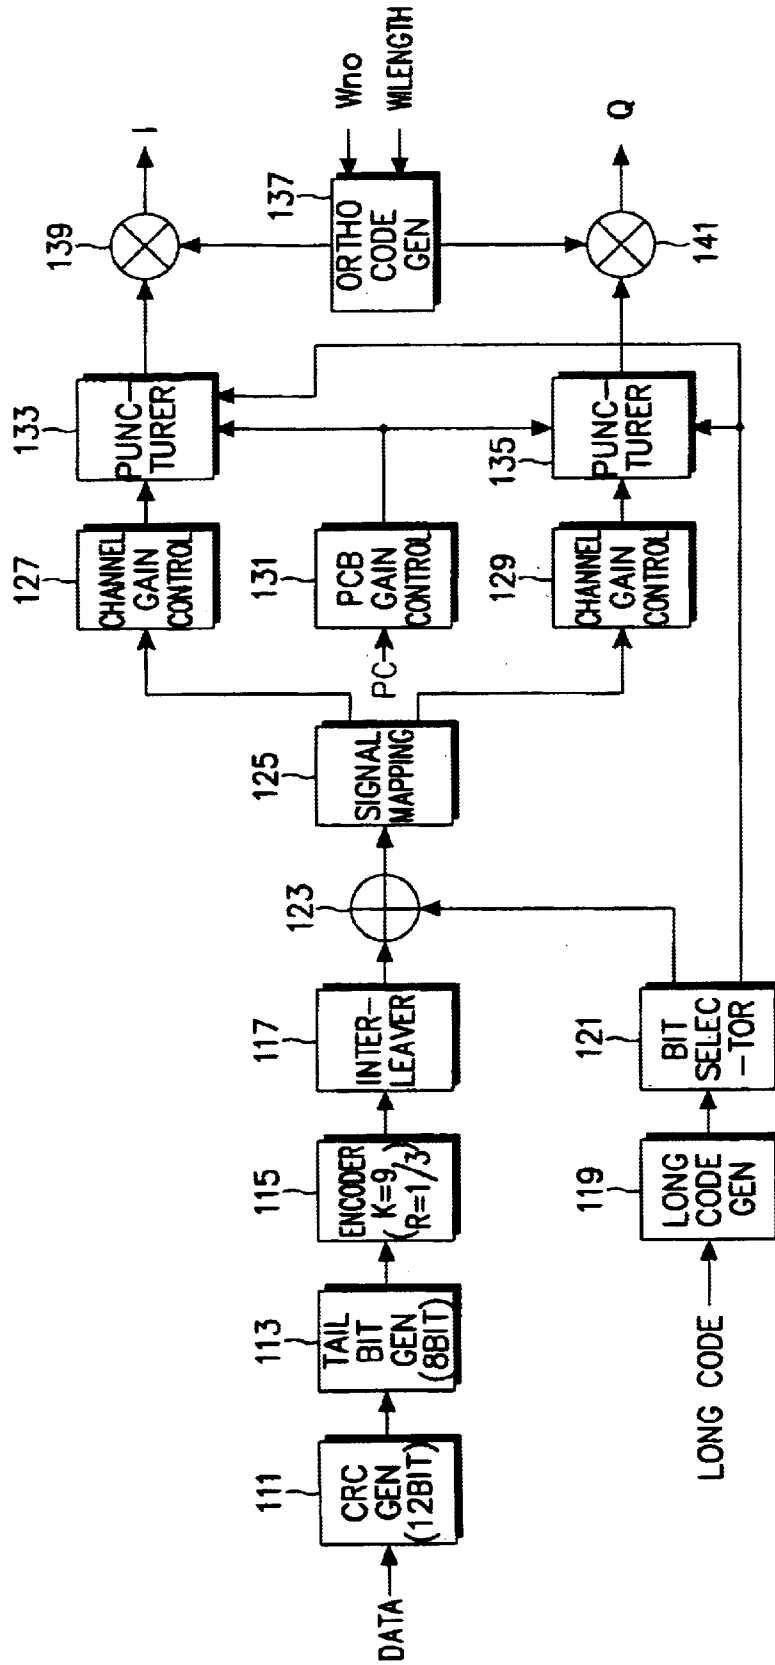 DATA
111
CRC
GEN
(12BIT)
113
TAIL
BIT
GEN
(8BIT)
115
ENCODER
(K=9
R=1/3)
117
INTER-
LEAVER
LONG CODE
119
LONG
CODE
GEN
121
BIT
SELEC
-TOR
123
125
SIGNAL
MAPPING
127
CHANNEL
GAIN
CONTROL
PC
131
PCB
GAIN
CONTROL
129
CHANNEL
GAIN
CONTROL
133
PUNC-
TURER
135
PUNC-
TURER
139
I
137
ORTHO
CODE
GEN
Wno
WLENGTH
141
Q